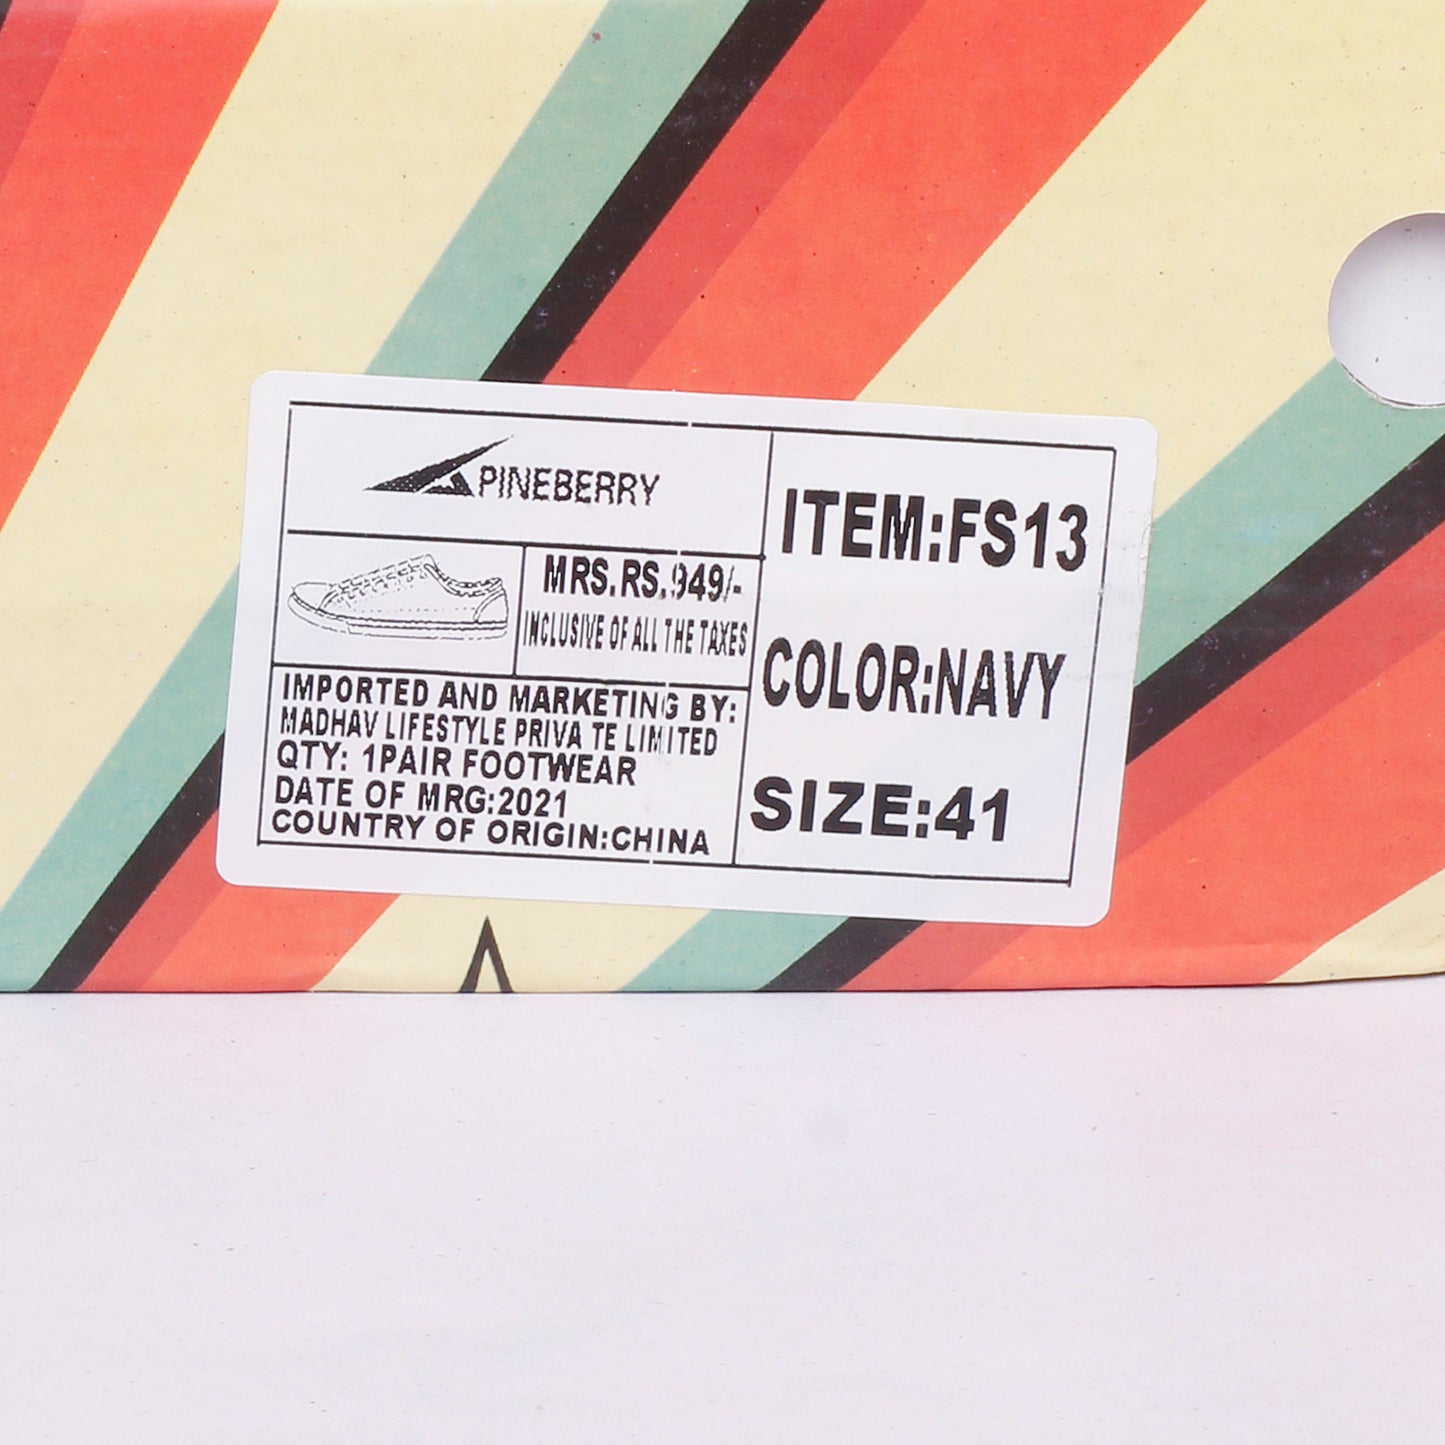 PINEBERRY
MRS.RS.949/-
INCLUSIVE OF ALL THE TAXES
IMPORTED AND MARKETING BY:
MADHAV LIFESTYLE PRIVA TE LIMITED
QTY: 1PAIR FOOTWEAR
DATE OF MRG:2021
COUNTRY OF ORIGIN:CHINA
ITEM:FS13
COLOR:NAVY
SIZE:41